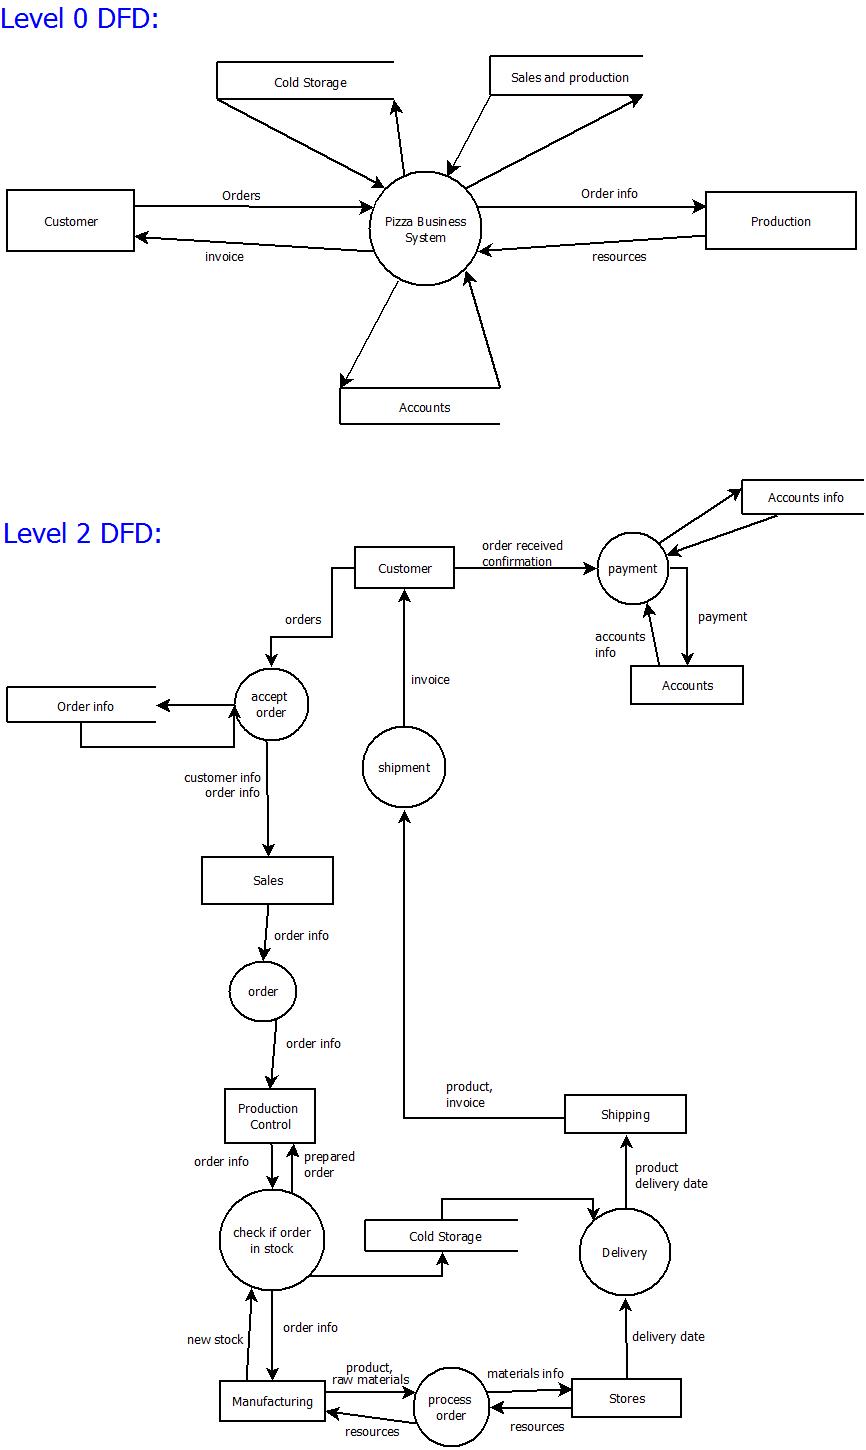 Level 0 DFD:
Cold Storage
Sales and production
Customer
Orders
invoice
Pizza Business
System
Order info
resources
Production
Accounts
Level 2 DFD:
Accounts info
Customer
order received
confirmation
payment
payment
accounts
info
Accounts
orders
accept
order
Order info
invoice
customer info
order info
shipment
Sales
order info
order
order info
Production
Control
product,
invoice
Shipping
order info
prepared
order
product
delivery date
check if order
in stock
Cold Storage
Delivery
new stock
order info
delivery date
Manufacturing
product,
raw materials
process
order
materials info
Stores
resources
resources